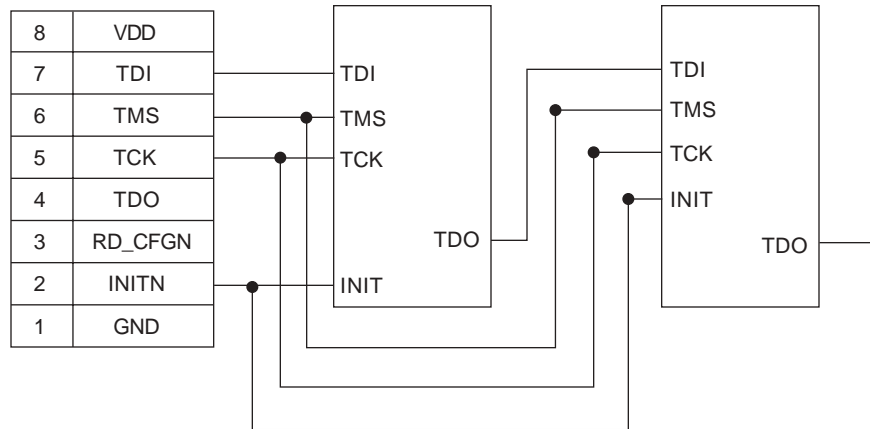 8 VDD
7 TDI
6 TMS
5 TCK
4 TDO
3 RD_CFGN
2 INITN
1 GND
TDI
TMS
TCK
TDO
INIT
TDI
TMS
TCK
INIT
TDO